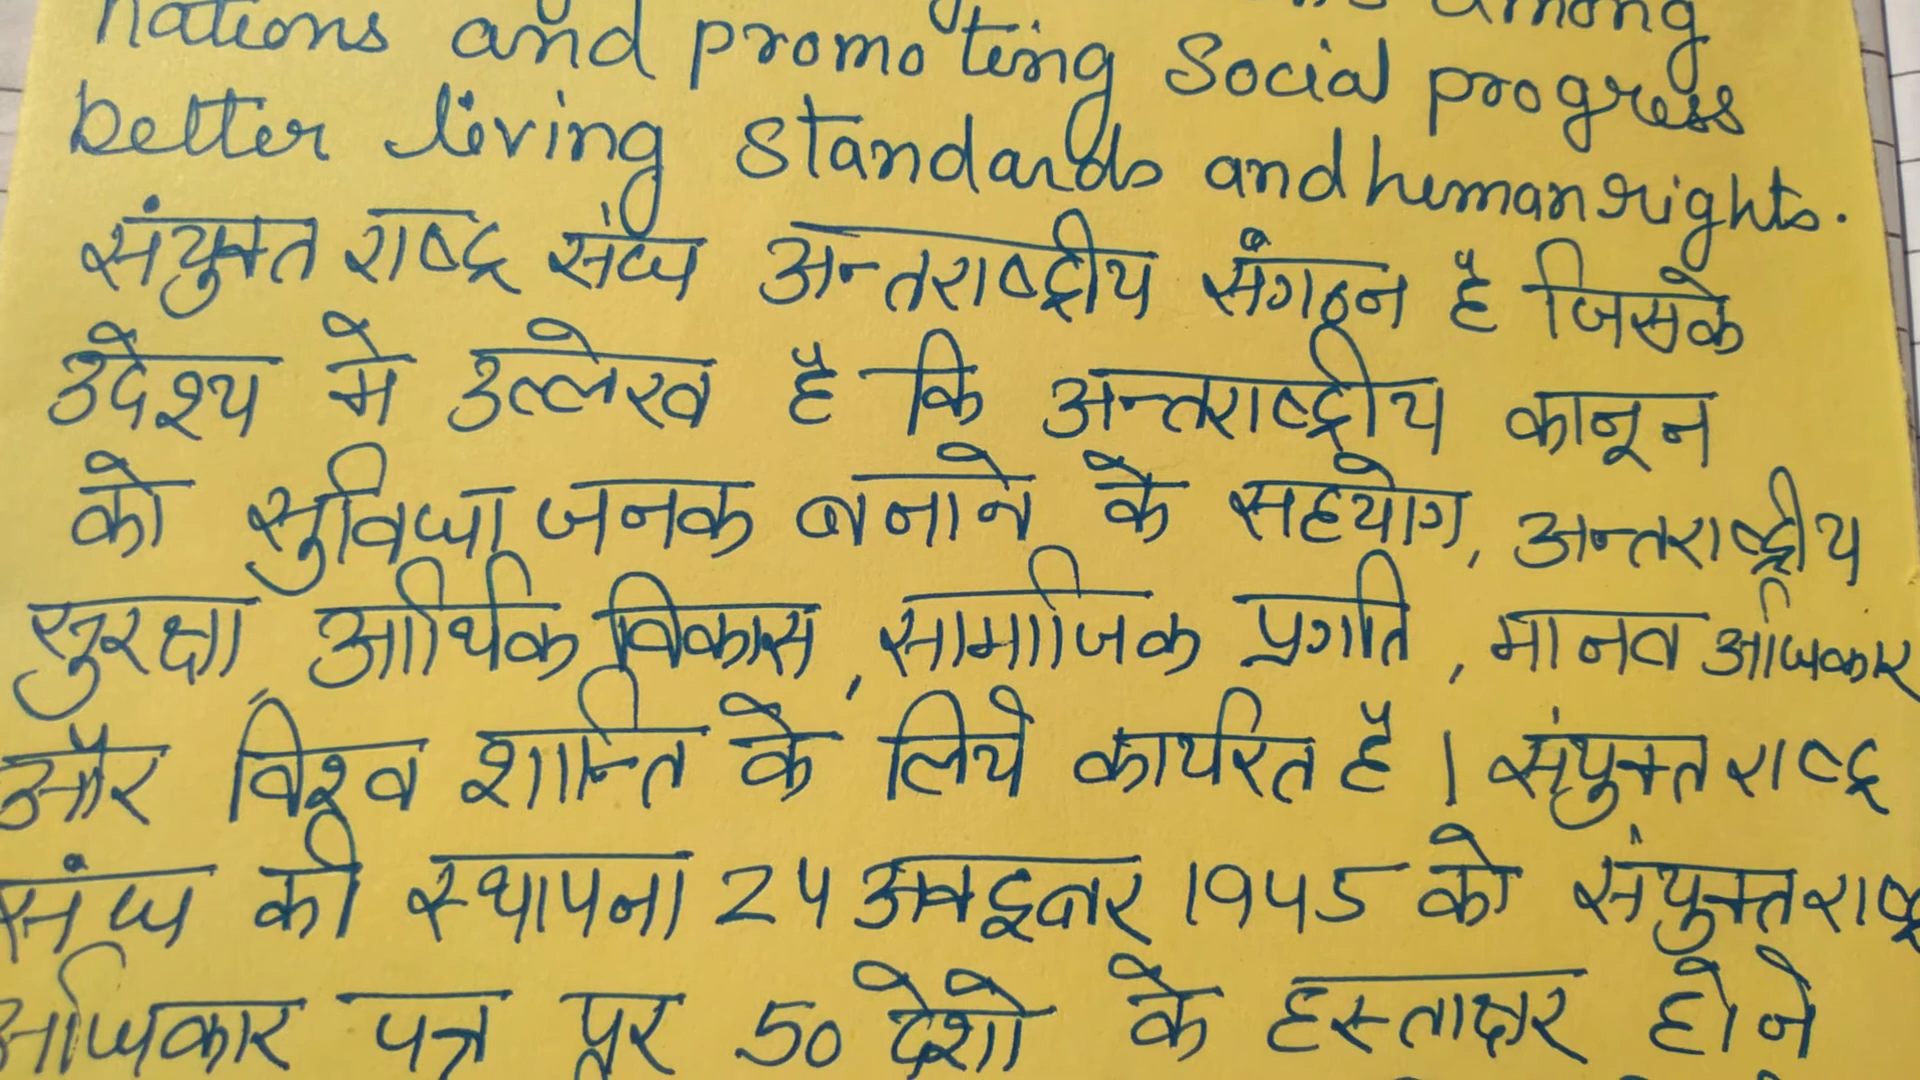 among
nations and promoting Social progress
better living standards and human rights.
संयुक्त राष्ट्र संघ अन्तराष्ट्रीय संगठन है जिसके
उदेश्य मे उल्लेख है कि अन्तराष्ट्रीय कानून
को सुविधा जनक बनाने के सहयोग, अन्तराष्ट्रीय
सुरक्षा, आर्थिक विकास, सामाजिक प्रगति, मानव अधिकार
और विश्व शान्ति के लिये कार्यरत है । संयुक्त राष्ट्र
संघ की स्थापना 24 अक्टूबर 1945 को संयुक्त राष्ट्र
अधिकार पत्र पर 50 देशो के हस्ताक्षर होने